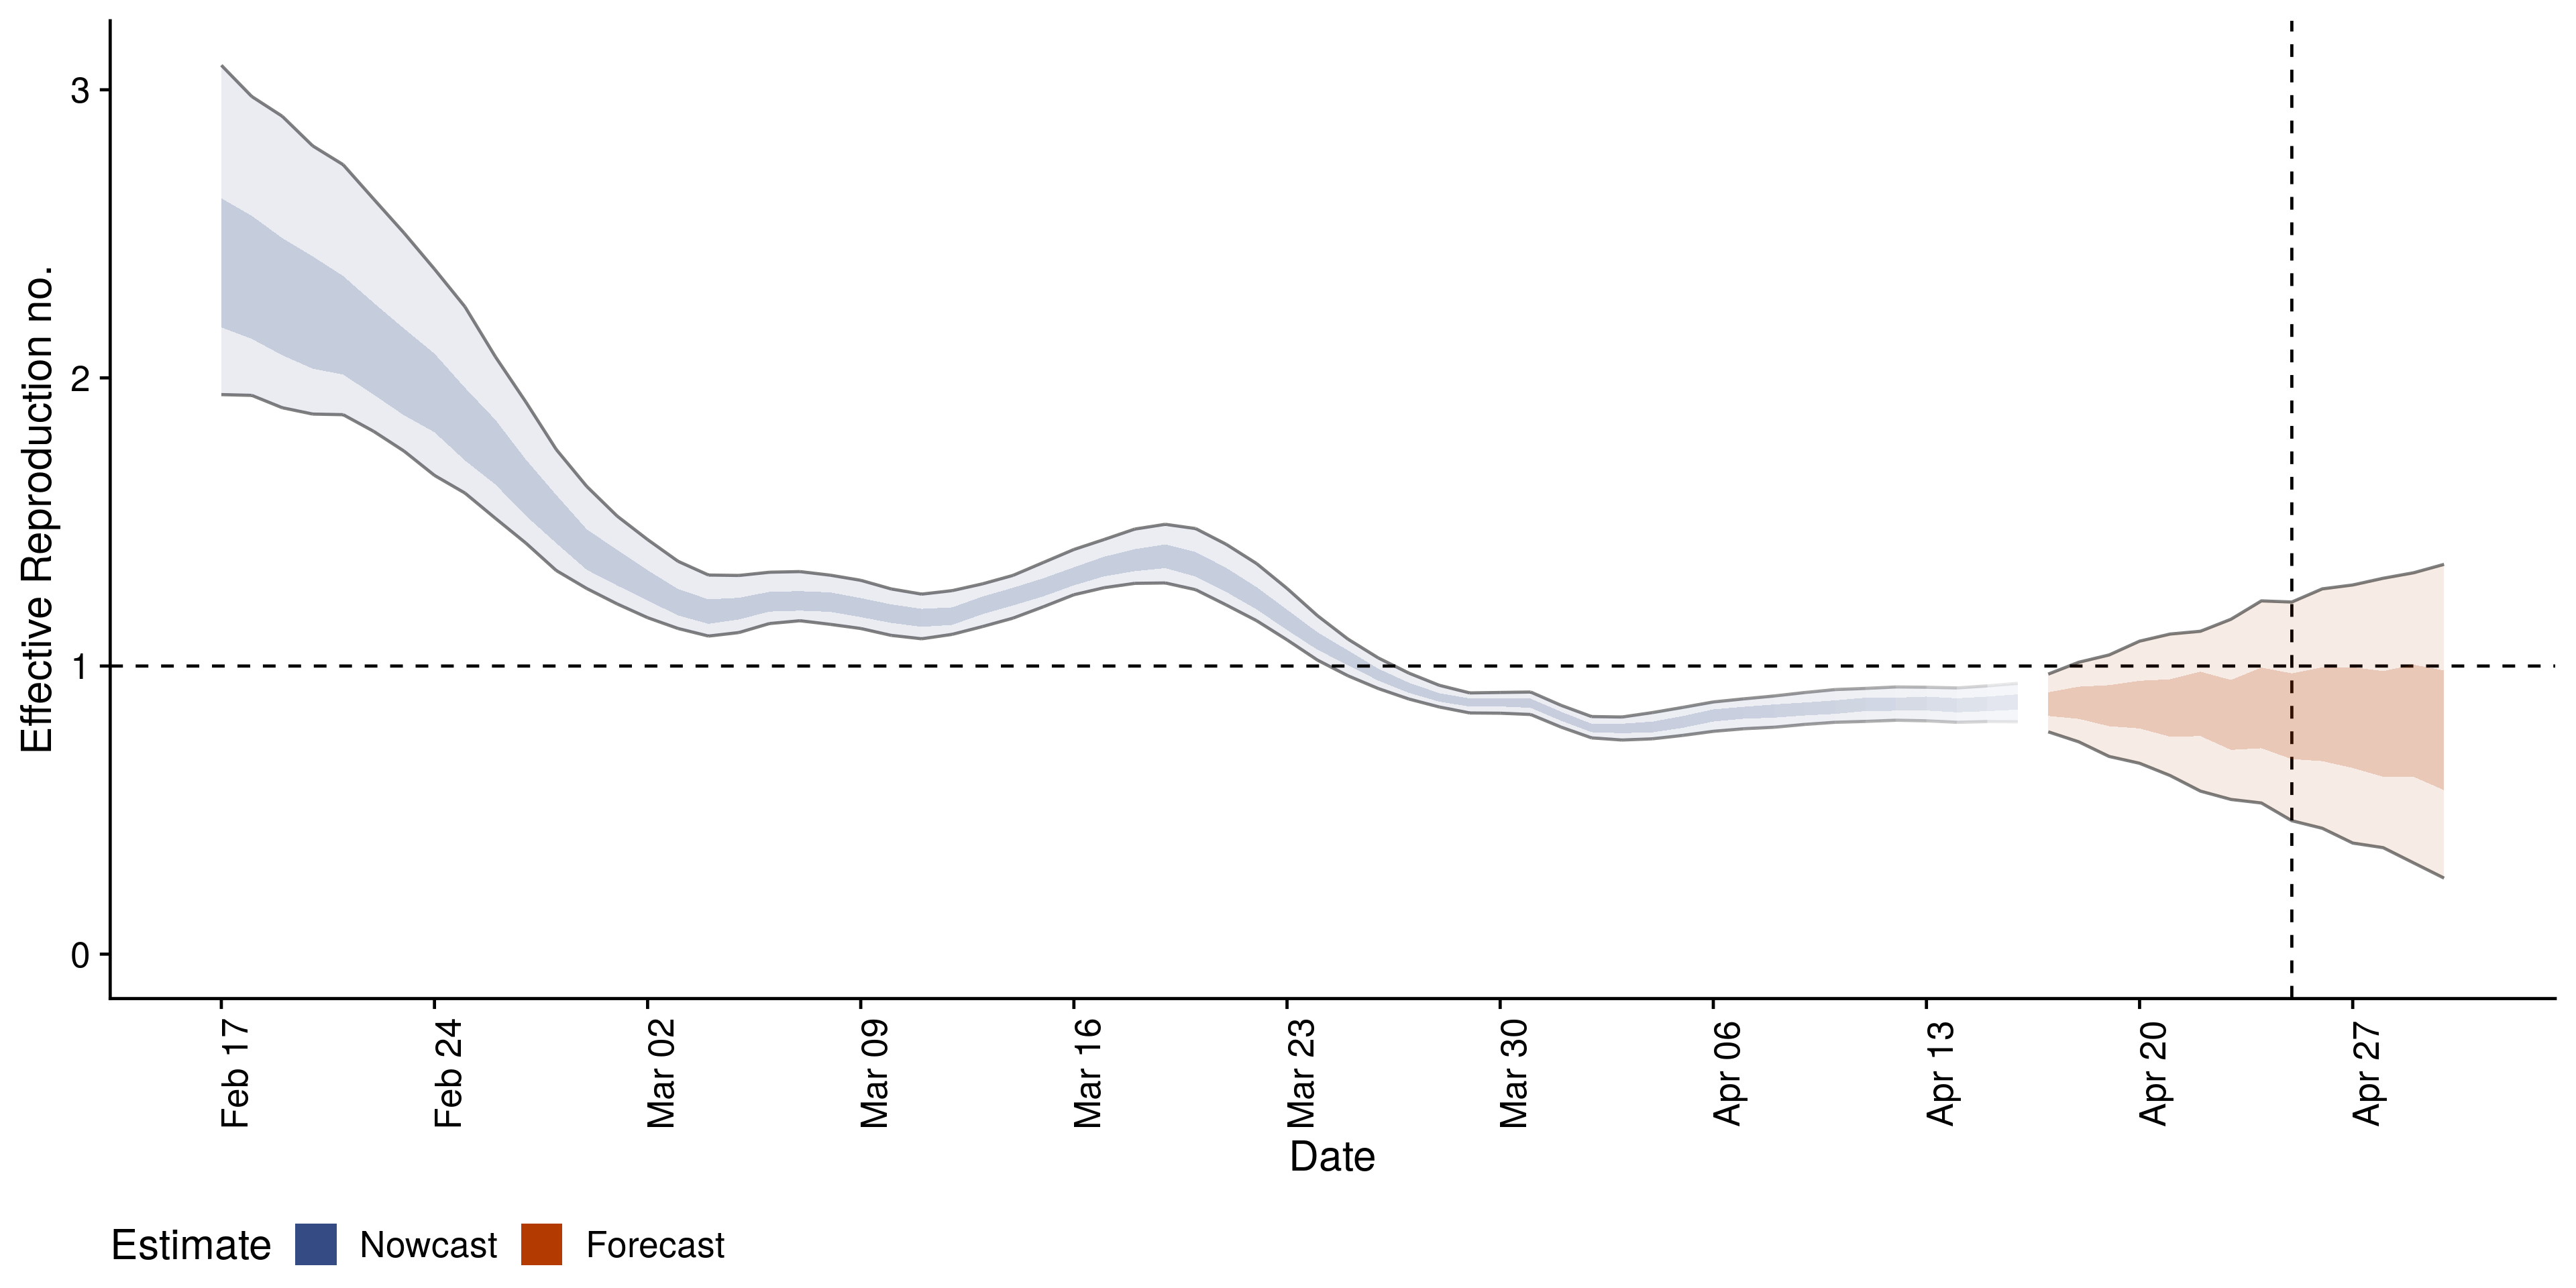 Effective Reproduction no.
3
2
1
0
Feb 17
Feb 24
Mar 02
Mar 09
Mar 16
Mar 23
Mar 30
Apr 06
Apr 13
Apr 20
Apr 27
Date
Estimate Nowcast Forecast